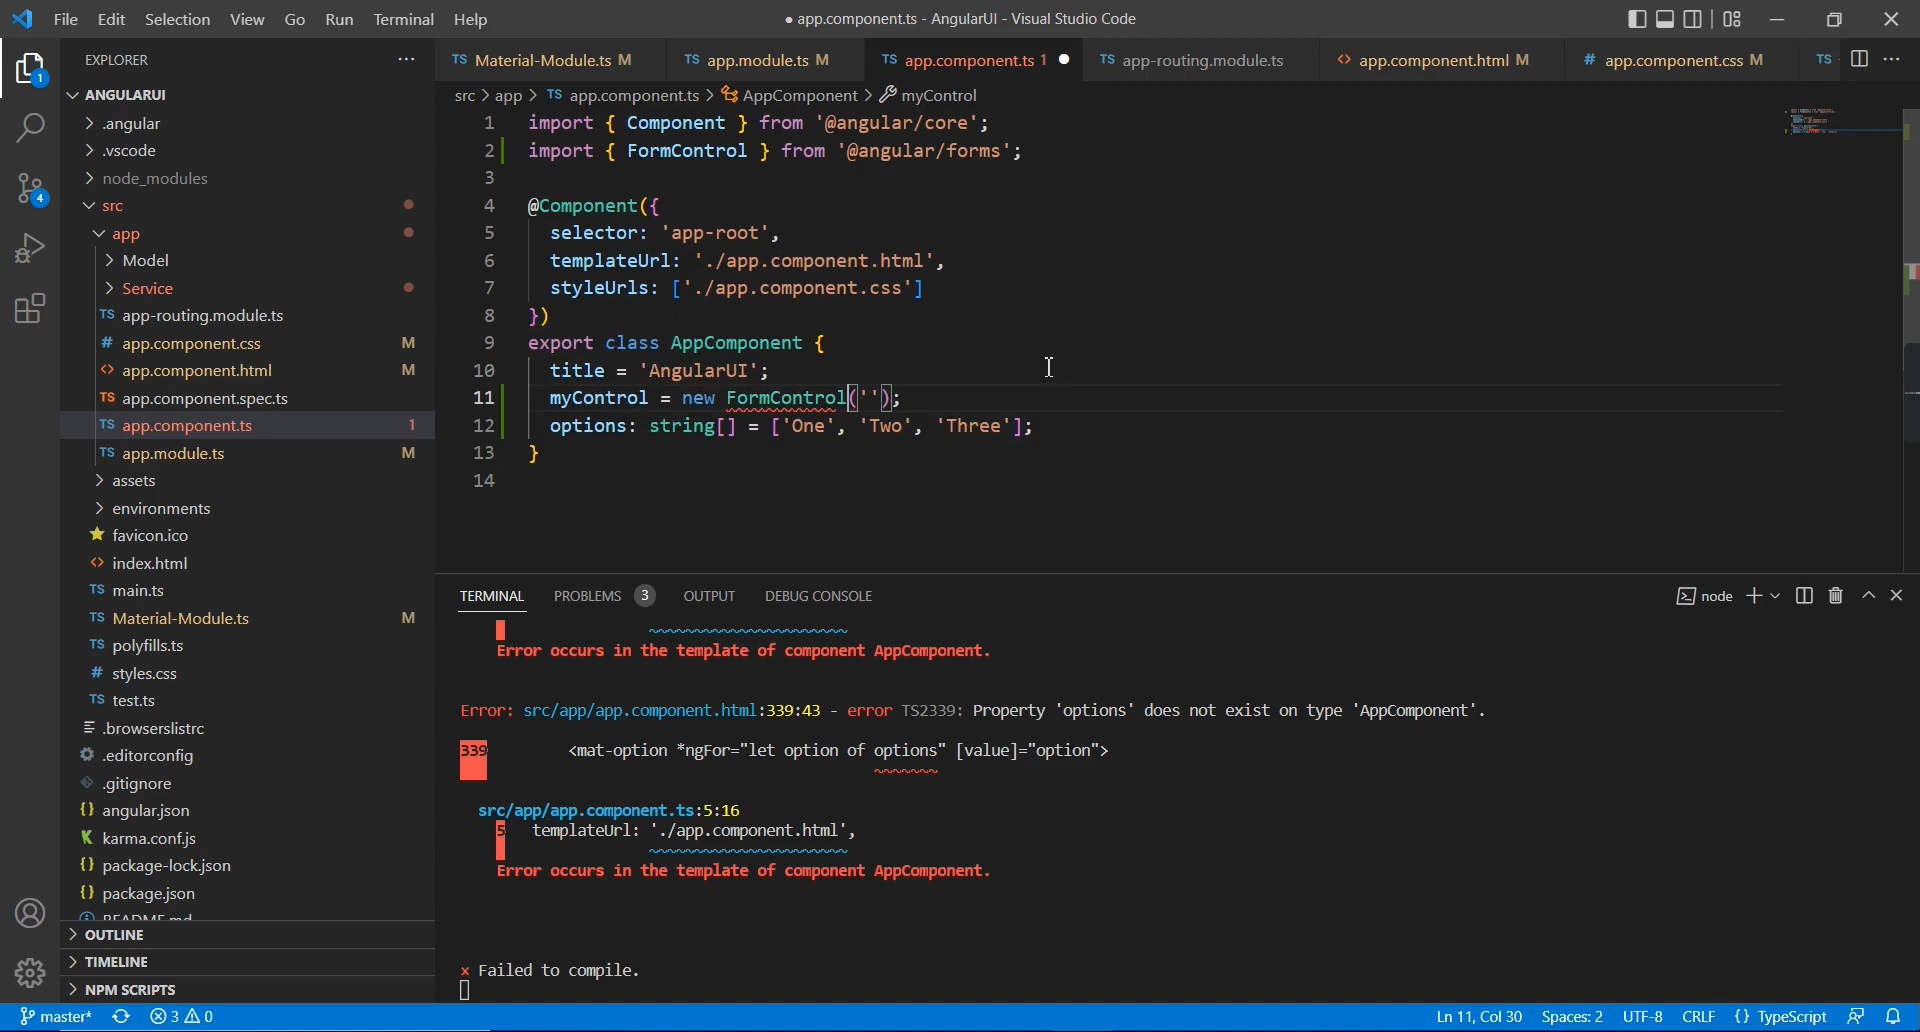 File Edit Selection View Go Run Terminal Help
● app.component.ts - AngularUI - Visual Studio Code
EXPLORER
ANGULARUI
.angular
.vscode
node_modules
src
app
Model
Service
TS app-routing.module.ts
# app.component.css M
<> app.component.html M
TS app.component.spec.ts
TS app.component.ts 1
TS app.module.ts M
assets
environments
favicon.ico
<> index.html
TS main.ts
TS Material-Module.ts M
TS polyfills.ts
# styles.css
TS test.ts
.browserslistrc
.editorconfig
.gitignore
{} angular.json
karma.conf.js
{} package-lock.json
{} package.json
README.md
OUTLINE
TIMELINE
NPM SCRIPTS
1
4
TS Material-Module.ts M TS app.module.ts M TS app.component.ts 1 ● TS app-routing.module.ts <> app.component.html M # app.component.css M TS
src > app > TS app.component.ts > AppComponent > myControl
1 import { Component } from '@angular/core';
2 import { FormControl } from '@angular/forms';
3
4 @Component({
5 selector: 'app-root',
6 templateUrl: './app.component.html',
7 styleUrls: ['./app.component.css']
8 })
9 export class AppComponent {
10 title = 'AngularUI';
11 myControl = new FormControl('');
12 options: string[] = ['One', 'Two', 'Three'];
13 }
14
TERMINAL PROBLEMS 3 OUTPUT DEBUG CONSOLE
node
Error occurs in the template of component AppComponent.
Error: src/app/app.component.html:339:43 - error TS2339: Property 'options' does not exist on type 'AppComponent'.
339 <mat-option *ngFor="let option of options" [value]="option">
src/app/app.component.ts:5:16
5 templateUrl: './app.component.html',
Error occurs in the template of component AppComponent.
× Failed to compile.
master* 3 0
Ln 11, Col 30 Spaces: 2 UTF-8 CRLF {} TypeScript